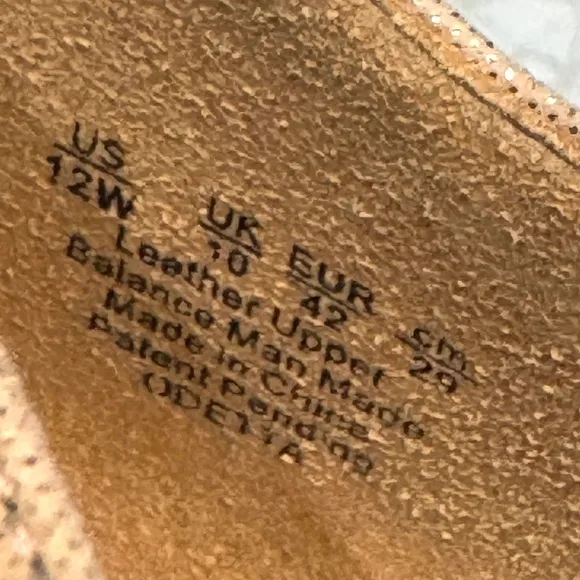 US UK EUR cm
12W 10 42 29
Leather Upper
Balance Man Made
Made in China
Patent Pending
ODETTA